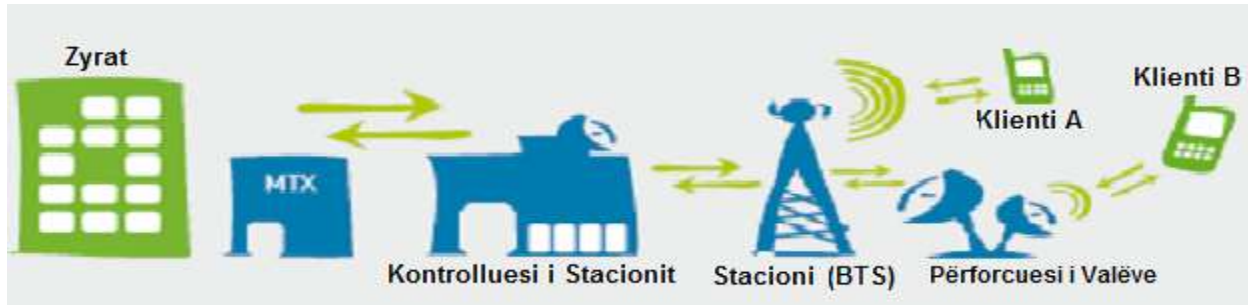 Zyrat
Klienti B
Klienti A
MTX
Kontrolluesi i Stacionit
Stacioni (BTS)
Përforcuesi i Valëve